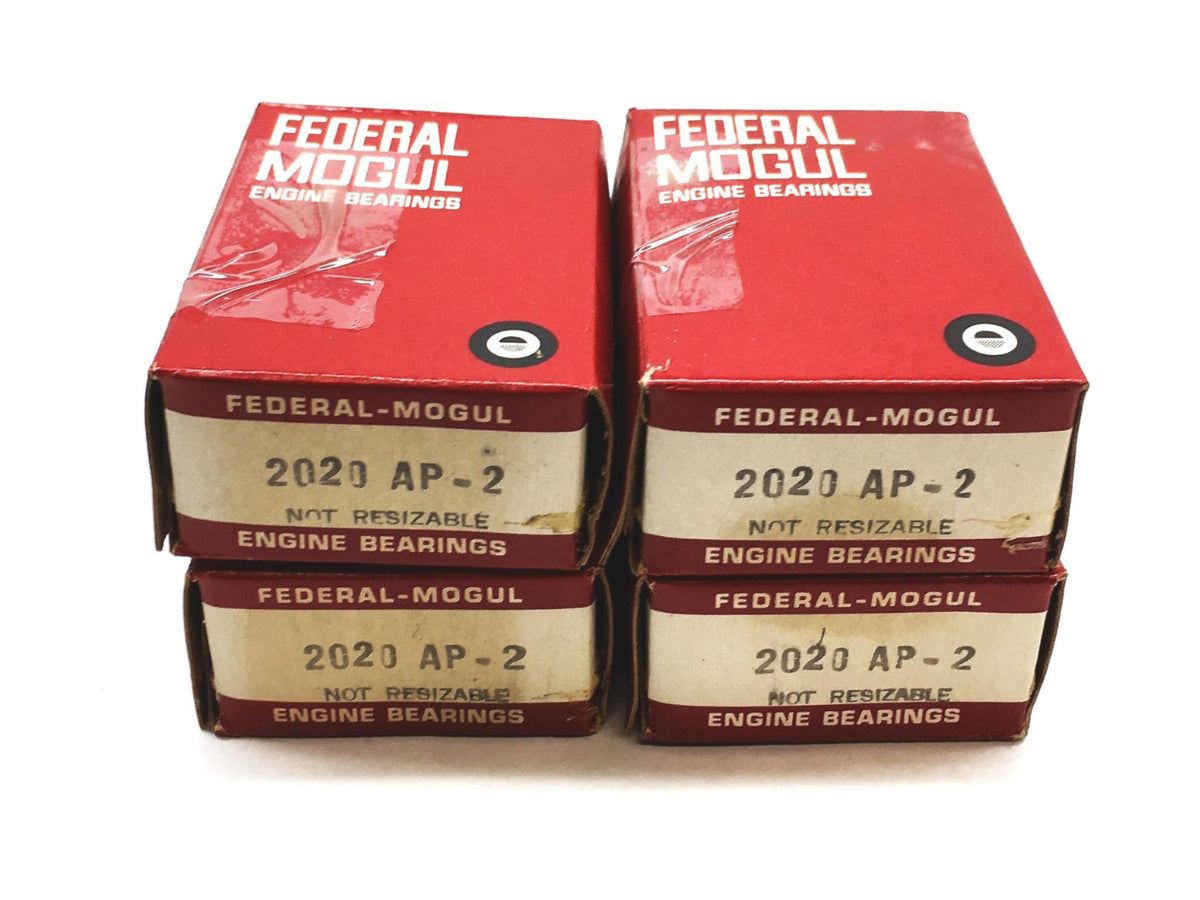 FEDERAL
MOGUL
ENGINE BEARINGS
FEDERAL-MOGUL
2020 AP-2
NOT RESIZABLE
ENGINE BEARINGS
FEDERAL
MOGUL
ENGINE BEARINGS
FEDERAL-MOGUL
2020 AP-2
NOT RESIZABLE
ENGINE BEARINGS
FEDERAL-MOGUL
2020 AP-2
NOT RESIZABLE
ENGINE BEARINGS
FEDERAL-MOGUL
2020 AP-2
NOT RESIZABLE
ENGINE BEARINGS